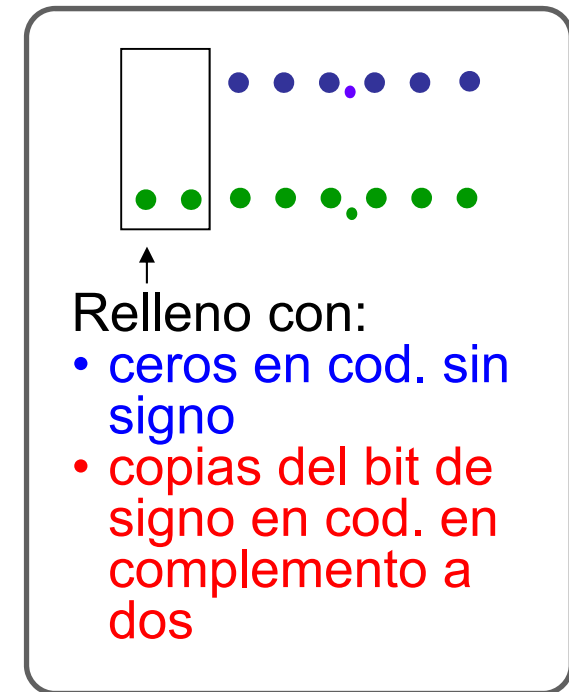 Relleno con:
• ceros en cod. sin
signo
• copias del bit de
signo en cod. en
complemento a
dos